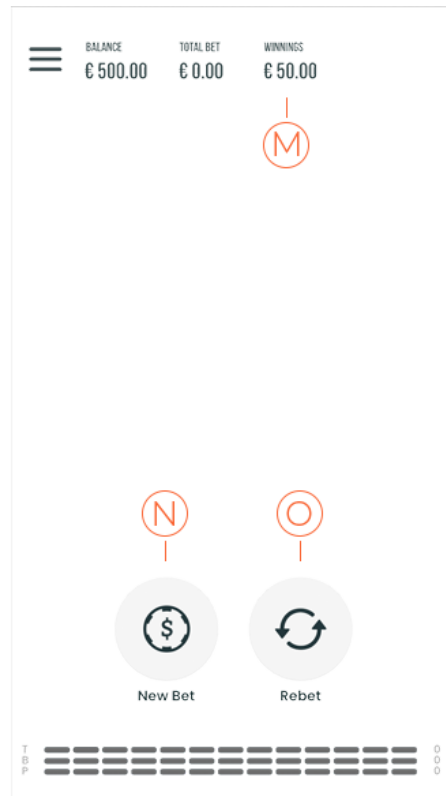 BALANCE TOTAL BET WINNINGS
€ 500.00 € 0.00 € 50.00
M
N O
$
New Bet Rebet
T 0
B 0
P 0